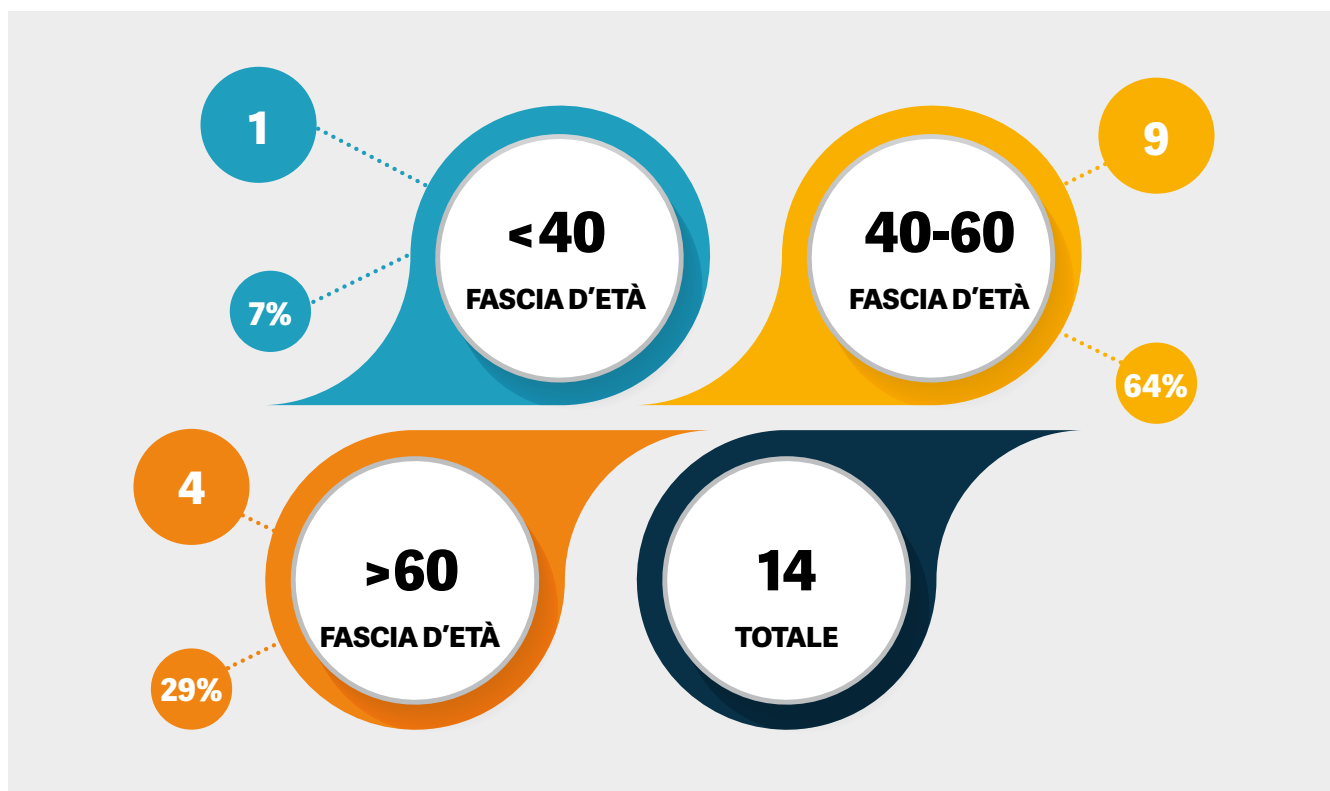 1
<40
FASCIA D'ETÀ
7%
40-60
FASCIA D'ETÀ
9
64%
4
>60
FASCIA D'ETÀ
29%
14
TOTALE